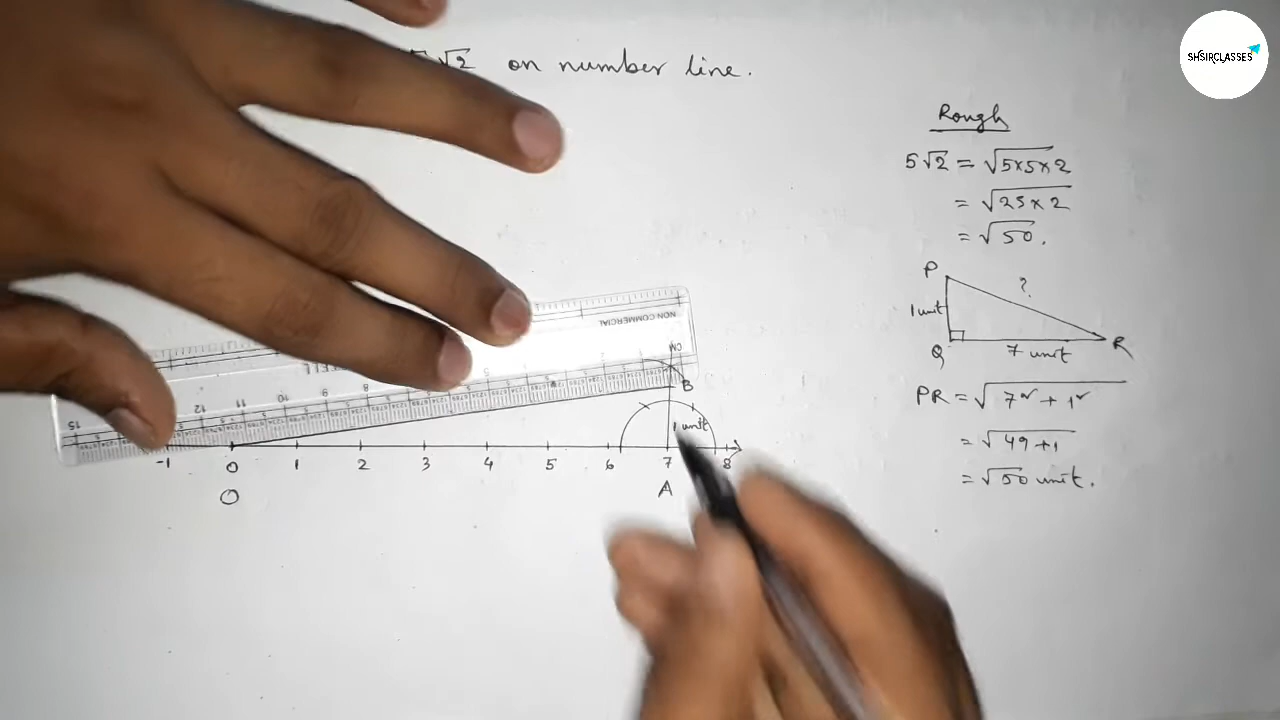 √2 on number line.
SHSIRCLASSES
Rough
5√2 = √5×5×2
= √25×2
= √50.
P
?
1 unit
Q
7 unit
R
PR = √7² + 1²
= √49+1
= √50 unit.
NON COMMERCIAL
CM
15 12 11 10 9 8 5 2
B
1 unit
-1 0 1 2 3 4 5 6 7 8
O A